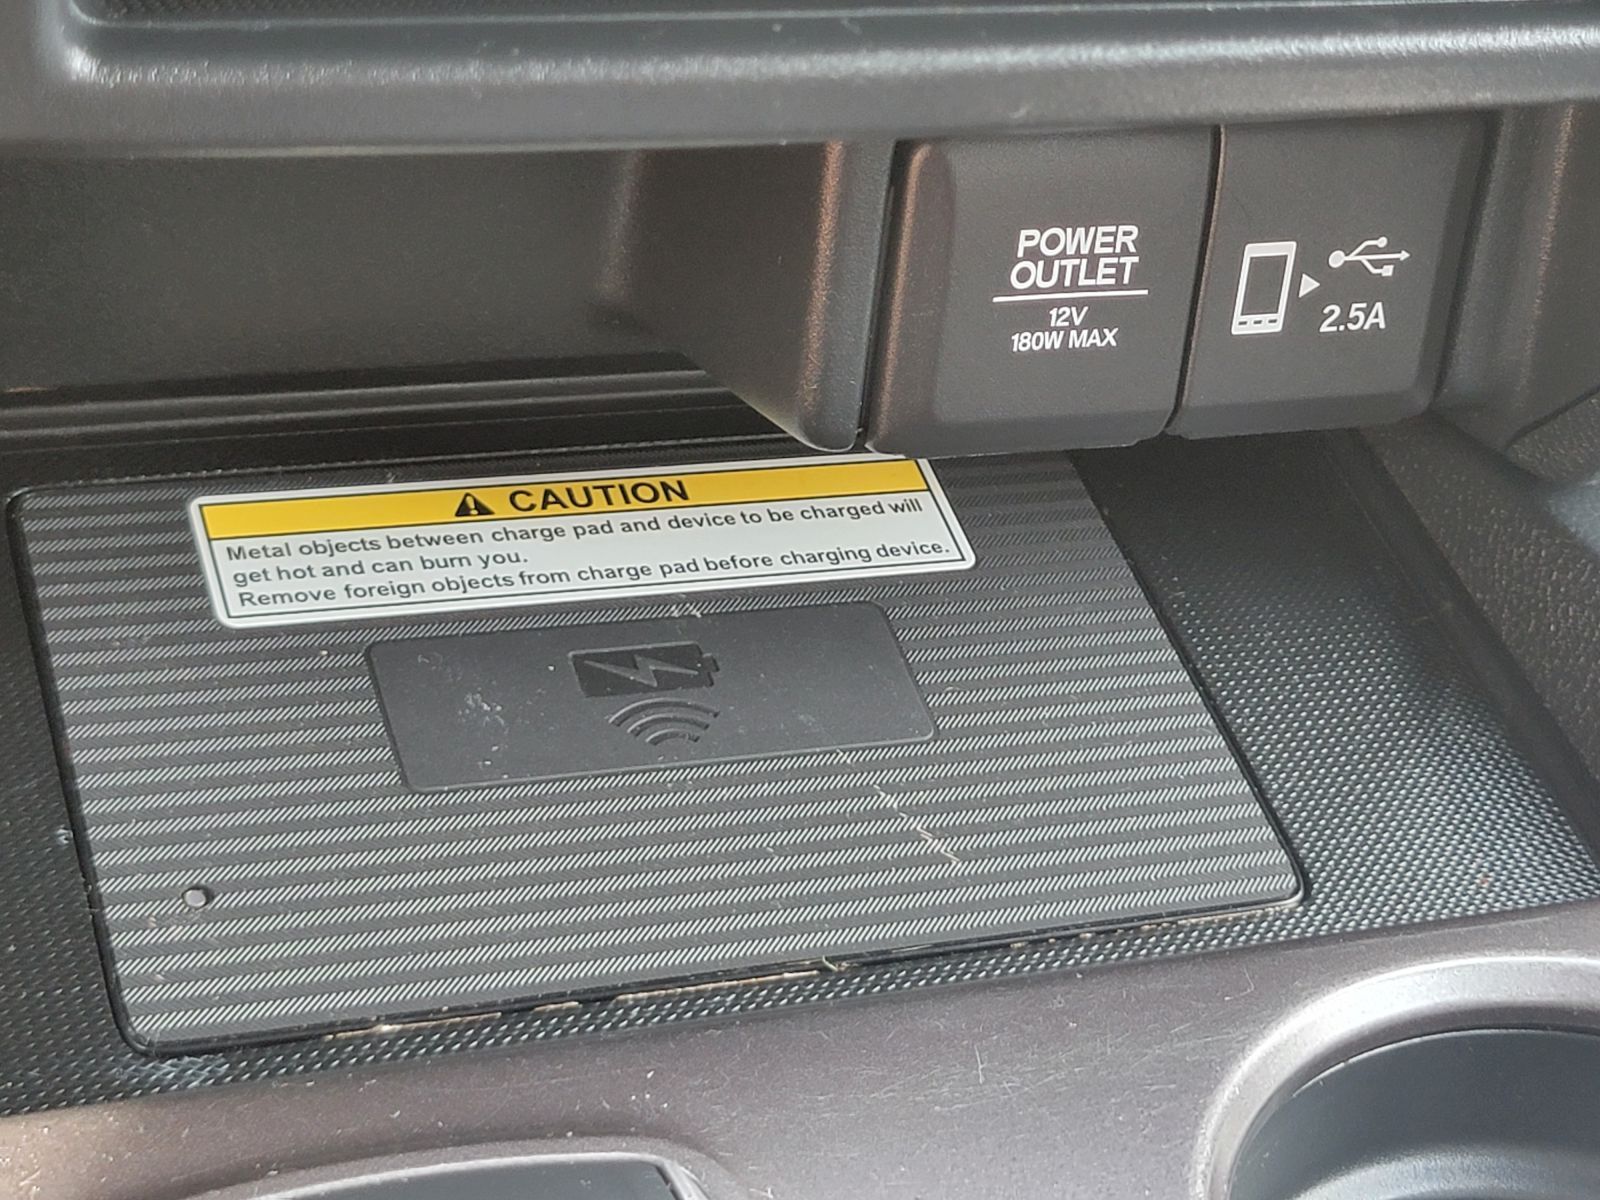 POWER
OUTLET
12V
180W MAX
2.5A
CAUTION
Metal objects between charge pad and device to be charged will
get hot and can burn you.
Remove foreign objects from charge pad before charging device.